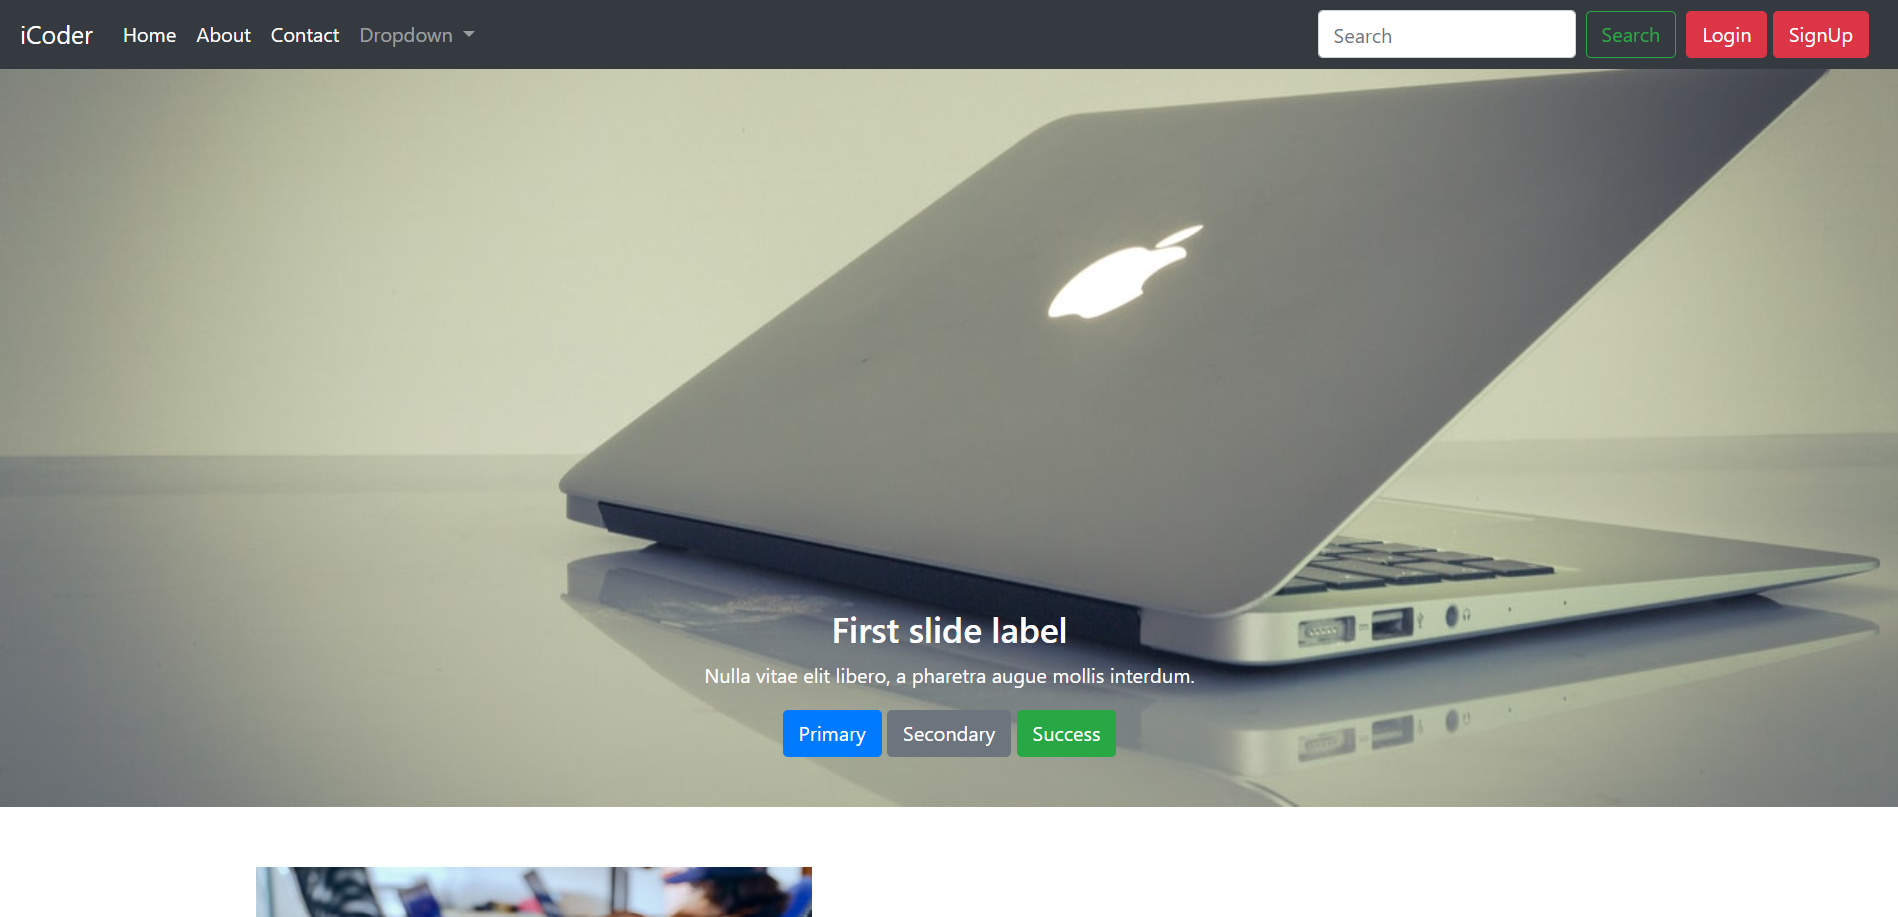 iCoder Home About Contact Dropdown Search Search Login SignUp
First slide label
Nulla vitae elit libero, a pharetra augue mollis interdum.
Primary Secondary Success